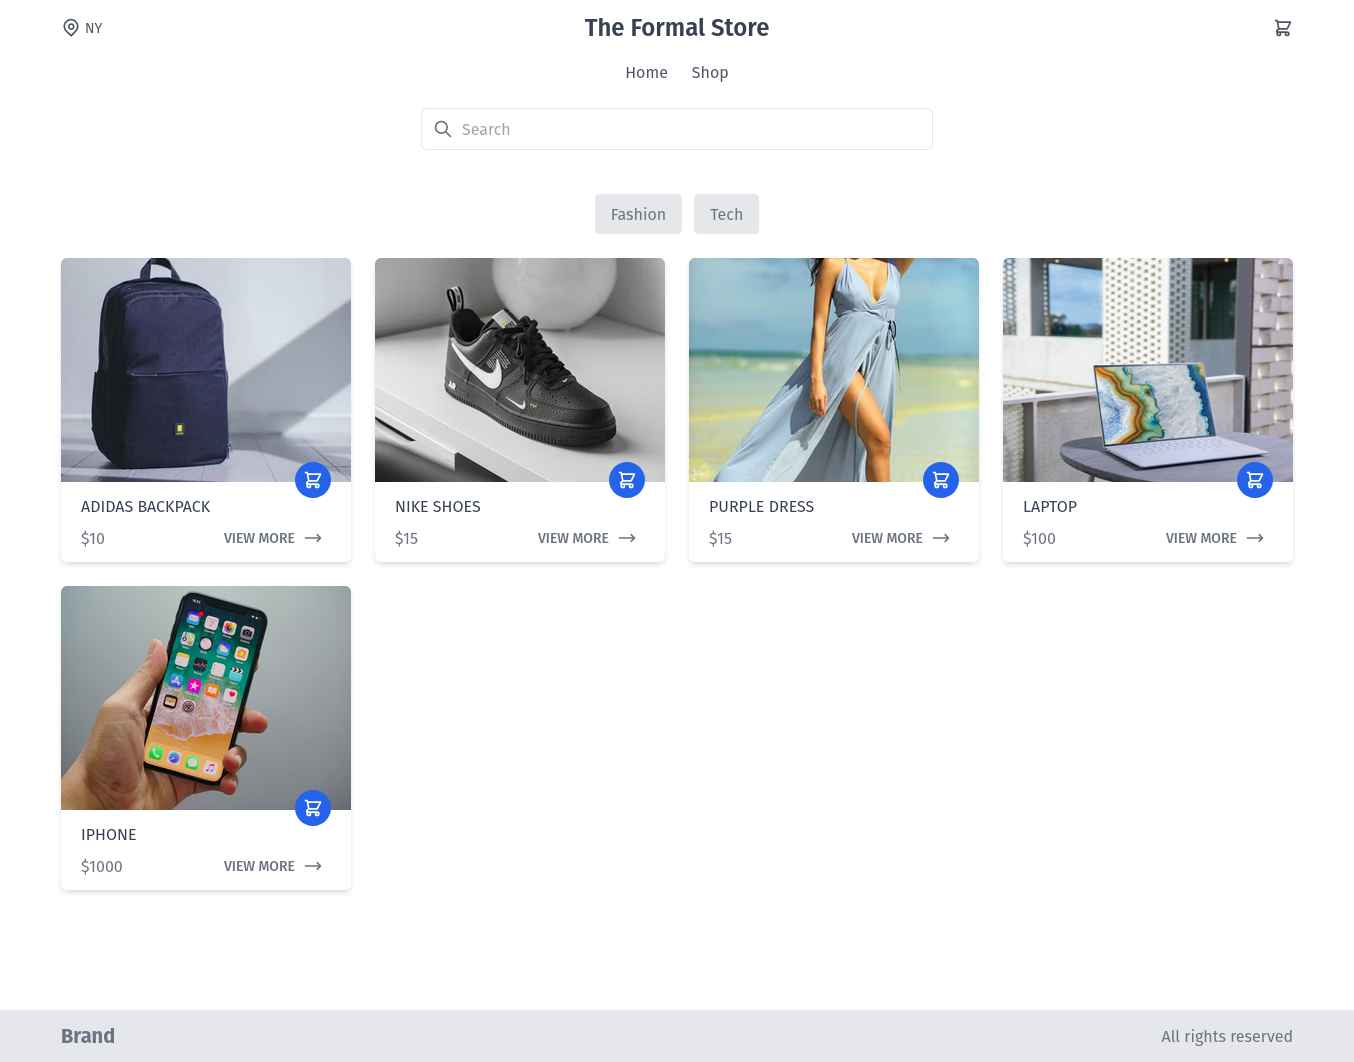 NY
The Formal Store
Home Shop
Search
Fashion Tech
AIR
ADIDAS BACKPACK
$10 VIEW MORE
NIKE SHOES
$15 VIEW MORE
PURPLE DRESS
$15 VIEW MORE
LAPTOP
$100 VIEW MORE
IPHONE
$1000 VIEW MORE
Brand
All rights reserved